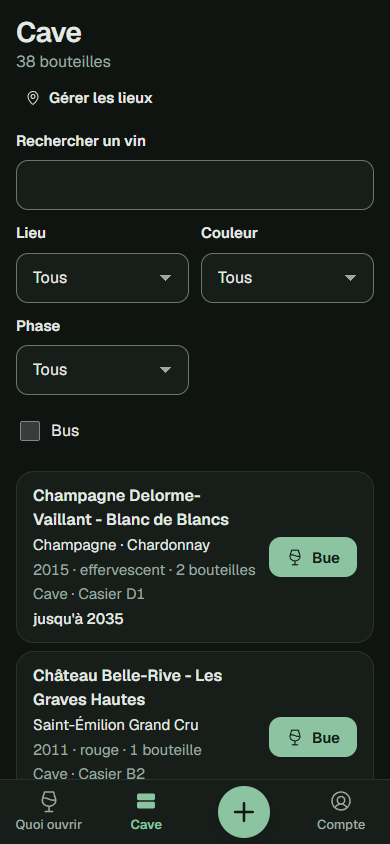 Cave
38 bouteilles
Gérer les lieux
Rechercher un vin
Lieu
Couleur
Tous
Tous
Phase
Tous
Bus
Champagne Delorme-
Vaillant - Blanc de Blancs
Champagne · Chardonnay
2015 · effervescent · 2 bouteilles
Cave · Casier D1
jusqu'à 2035
Bue
Château Belle-Rive - Les
Graves Hautes
Saint-Émilion Grand Cru
2011 · rouge · 1 bouteille
Cave · Casier B2
Bue
Quoi ouvrir
Cave
Compte